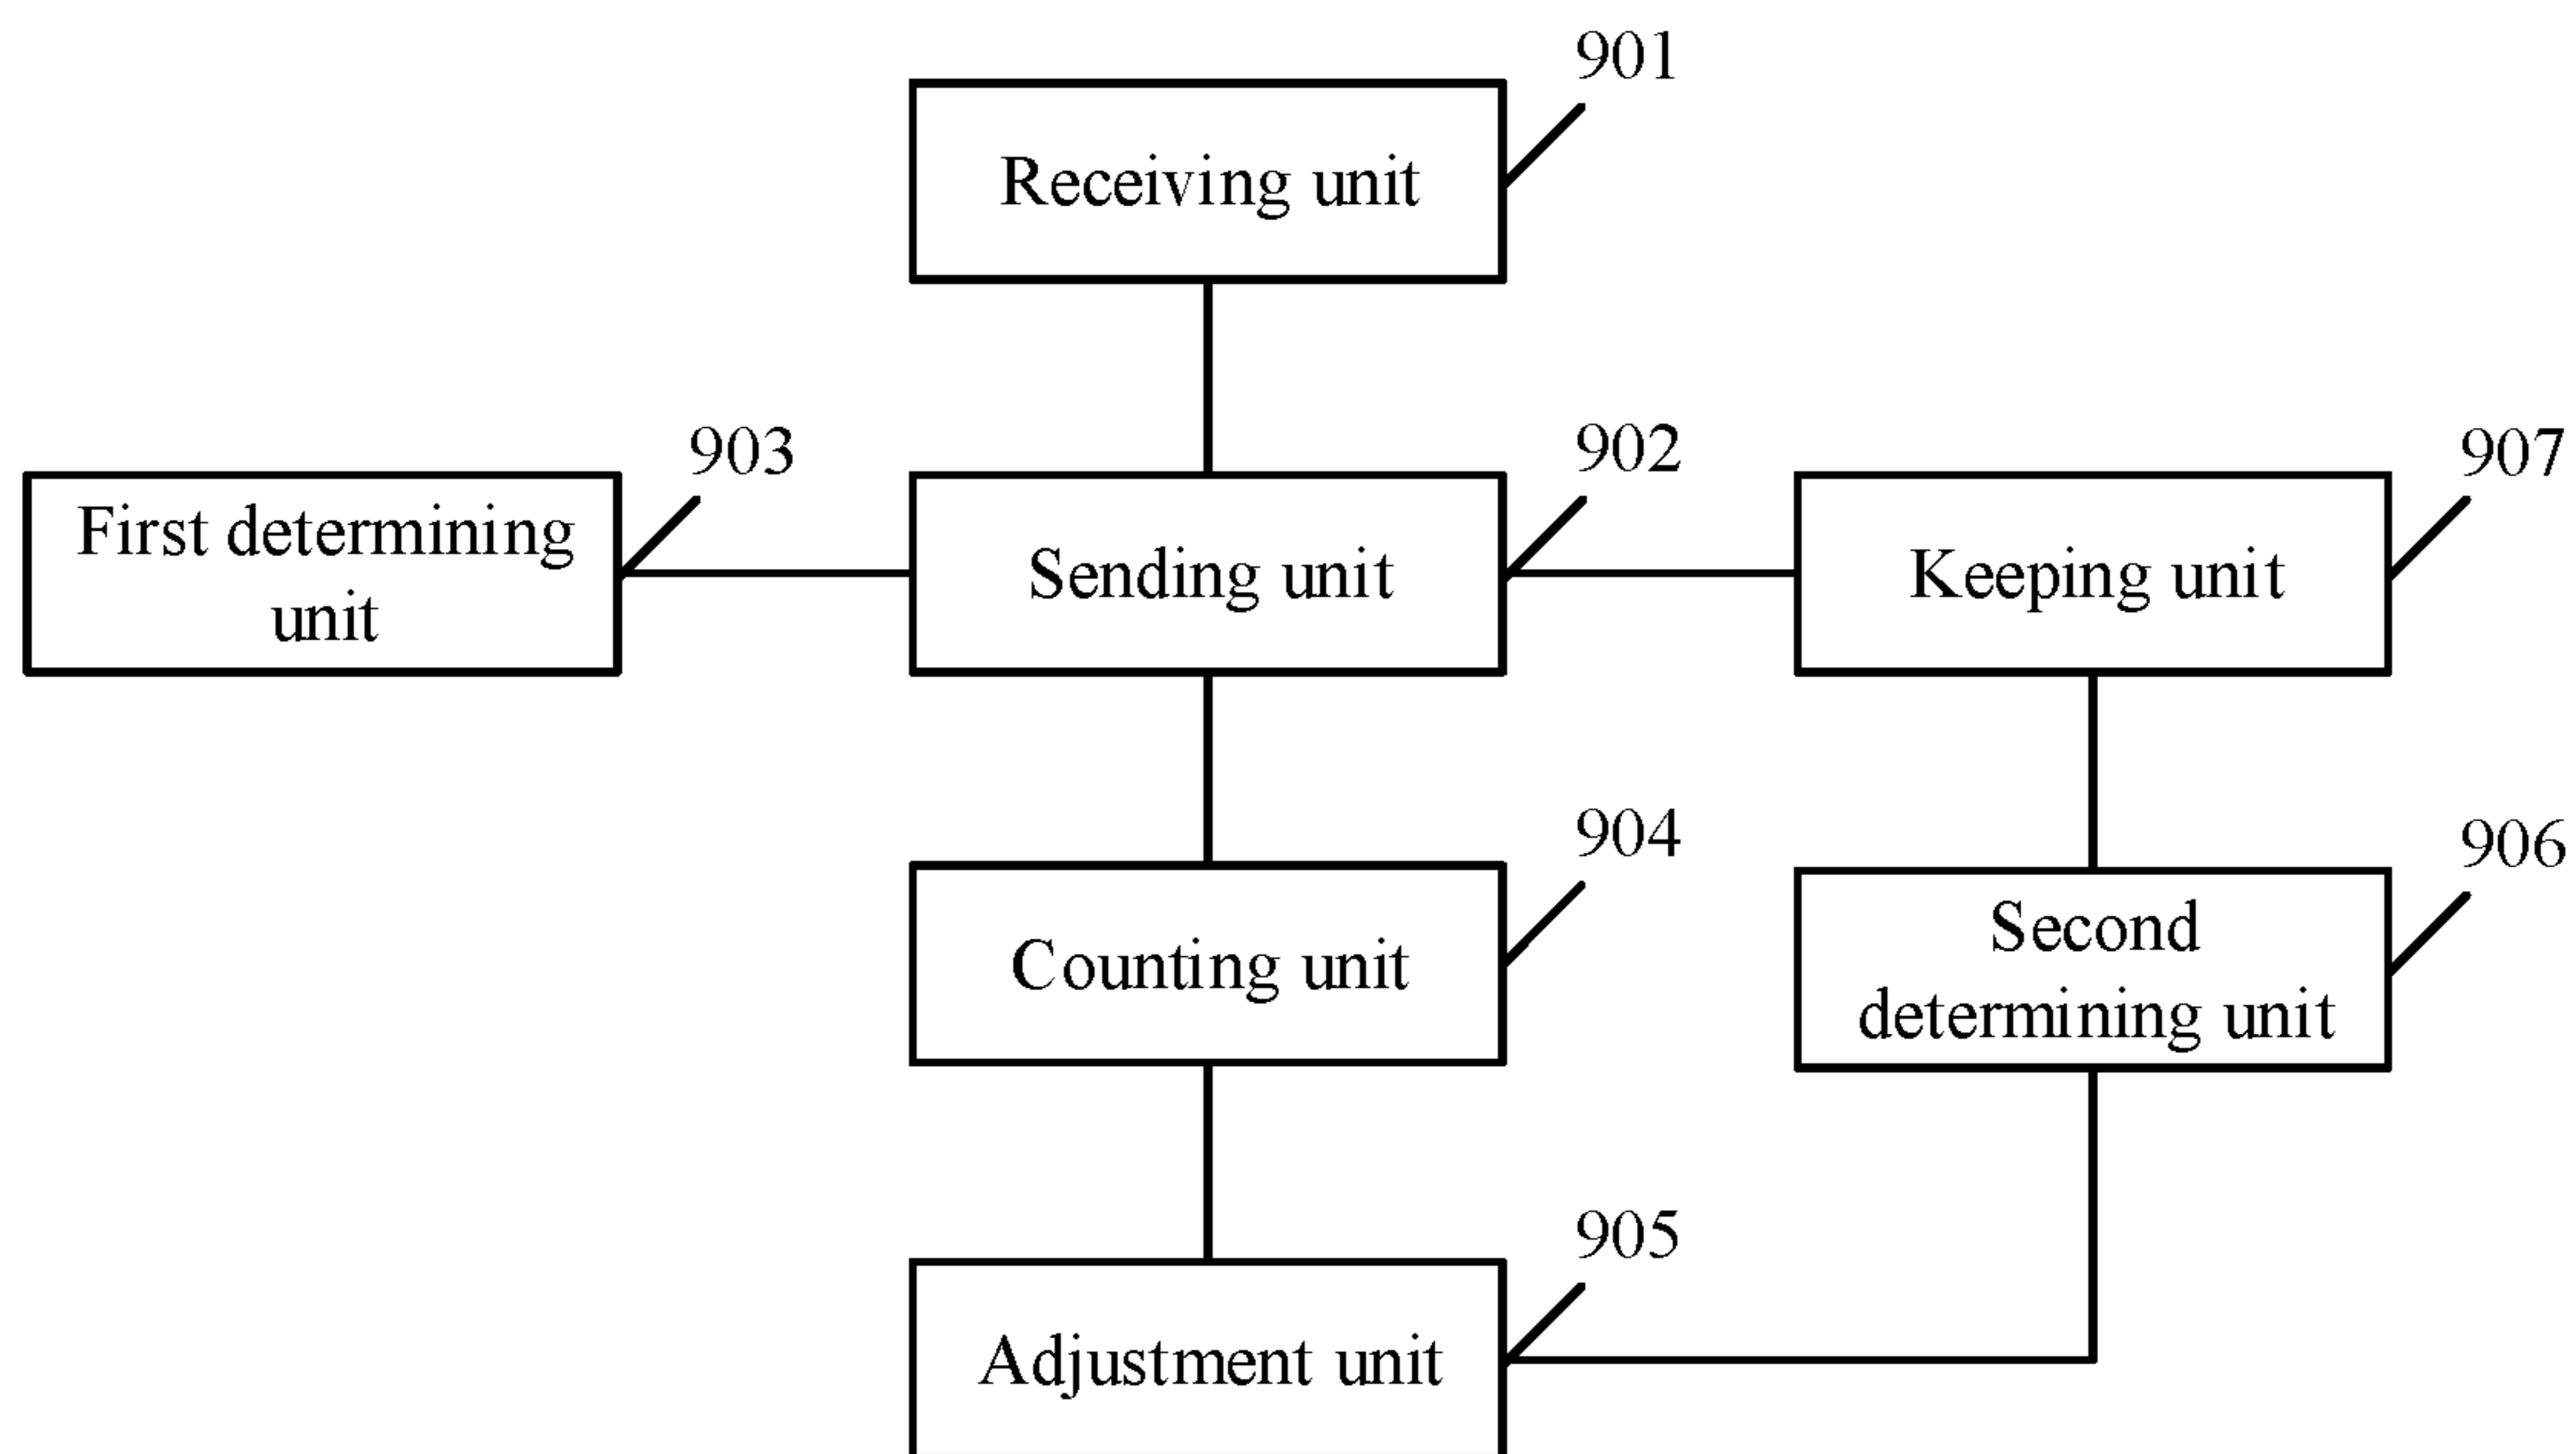 901
Receiving unit
903
902
907
First determining
unit
Sending unit
Keeping unit
904
906
Counting unit
Second
determining unit
905
Adjustment unit